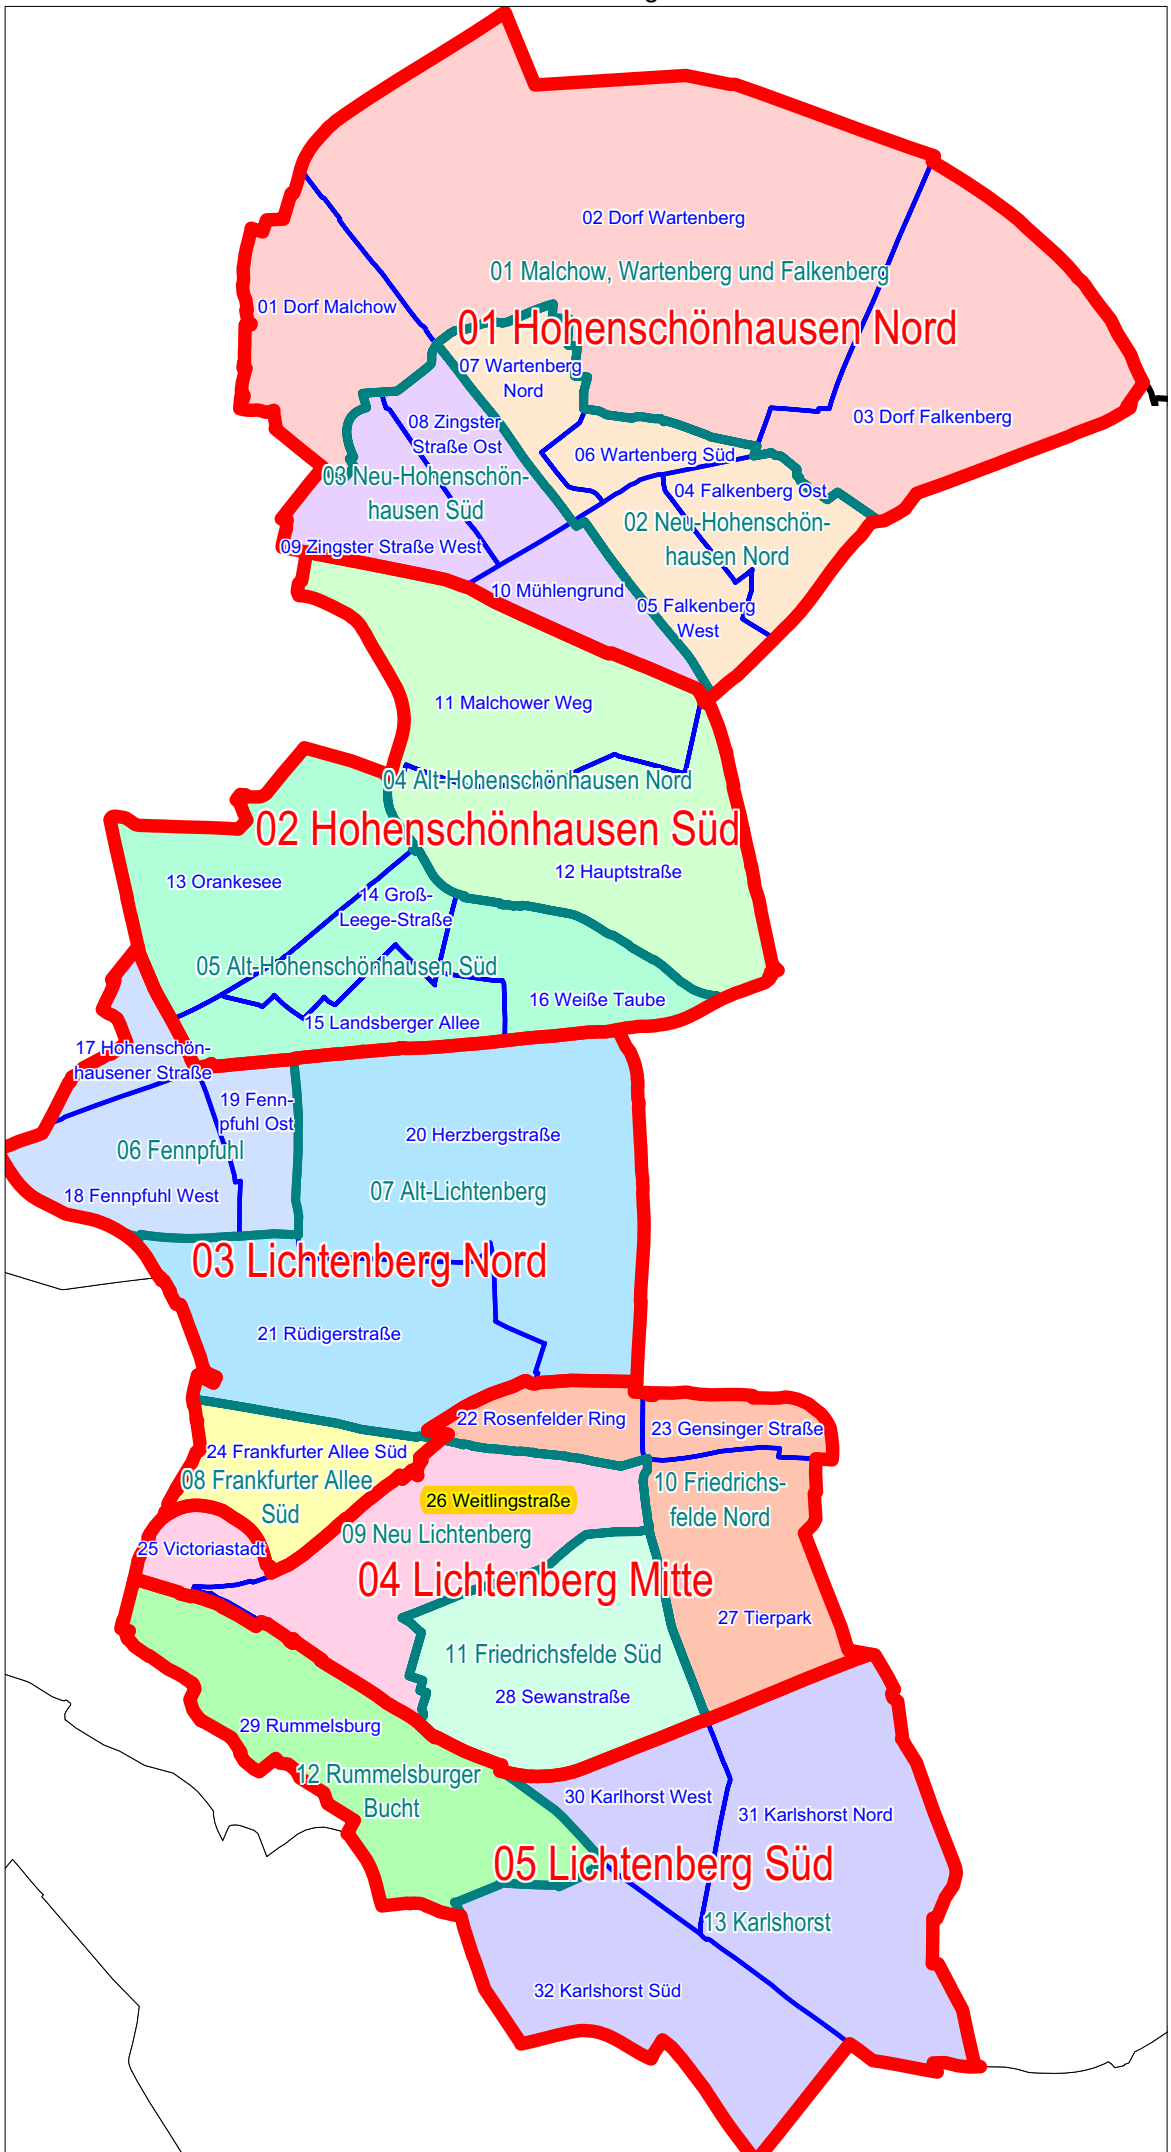 02 Dorf Wartenberg
01 Malchow, Wartenberg und Falkenberg
01 Dorf Malchow
01 Hohenschönhausen Nord
07 Wartenberg
Nord
03 Dorf Falkenberg
08 Zingster
Straße Ost
06 Wartenberg Süd
03 Neu-Hohenschön-
hausen Süd
04 Falkenberg Ost
02 Neu-Hohenschön-
hausen Nord
09 Zingster Straße West
10 Mühlengrund
05 Falkenberg
West
11 Malchower Weg
04 Alt-Hohenschönhausen Nord
02 Hohenschönhausen Süd
12 Hauptstraße
13 Orankesee
14 Groß-
Leege-Straße
05 Alt-Hohenschönhausen Süd
16 Weiße Taube
15 Landsberger Allee
17 Hohenschön-
hausener Straße
19 Fenn-
pfuhl Ost
20 Herzbergstraße
06 Fennpfuhl
18 Fennpfuhl West
07 Alt-Lichtenberg
03 Lichtenberg Nord
21 Rüdigerstraße
22 Rosenfelder Ring
23 Gensinger Straße
24 Frankfurter Allee Süd
08 Frankfurter Allee
Süd
10 Friedrichs-
felde Nord
26 Weitlingstraße
09 Neu Lichtenberg
25 Victoriastadt
04 Lichtenberg Mitte
27 Tierpark
11 Friedrichsfelde Süd
28 Sewanstraße
29 Rummelsburg
12 Rummelsburger
Bucht
30 Karlhorst West
31 Karlshorst Nord
05 Lichtenberg Süd
13 Karlshorst
32 Karlshorst Süd